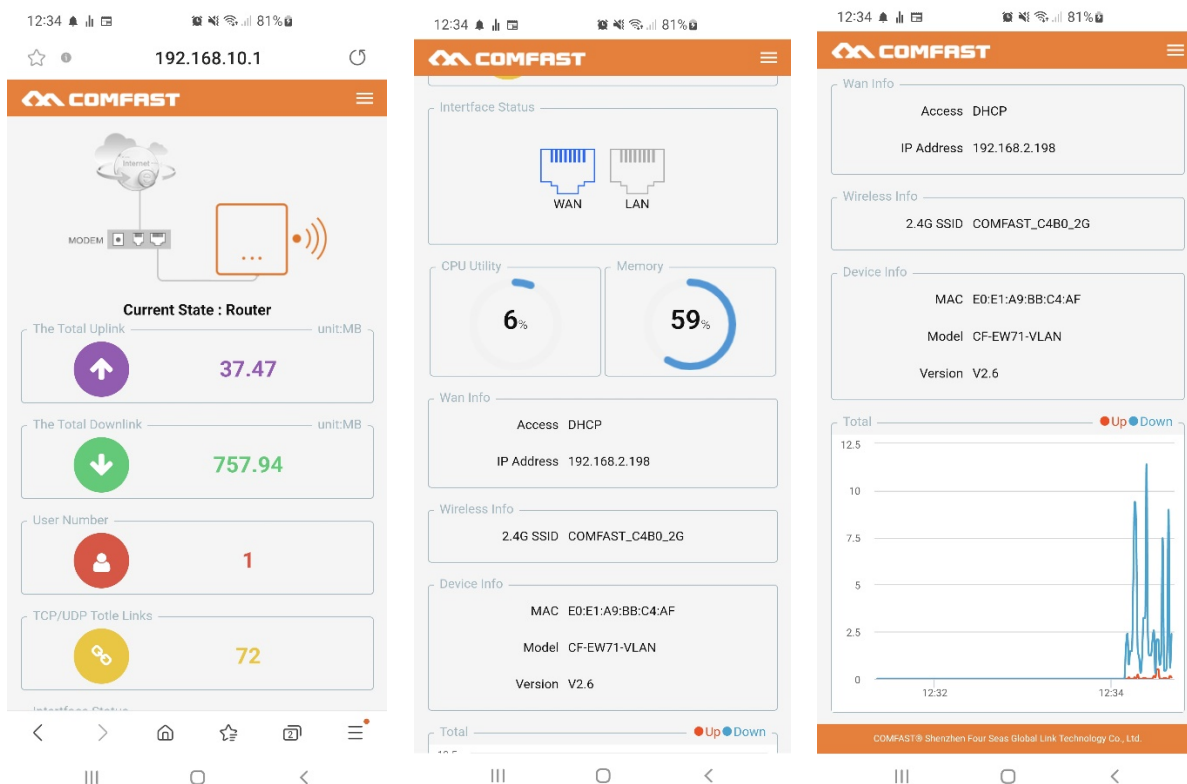 12:34 81%
192.168.10.1
COMFAST
Internet
MODEM
Current State : Router
The Total Uplink unit:MB
37.47
The Total Downlink unit:MB
757.94
User Number
1
TCP/UDP Totle Links
72
Intertface Status
2
12:34 81%
COMFAST
Intertface Status
WAN LAN
CPU Utility Memory
6% 59%
Wan Info
Access DHCP
IP Address 192.168.2.198
Wireless Info
2.4G SSID COMFAST_C4B0_2G
Device Info
MAC E0:E1:A9:BB:C4:AF
Model CF-EW71-VLAN
Version V2.6
Total Up Down
12.5
12:34 81%
COMFAST
Wan Info
Access DHCP
IP Address 192.168.2.198
Wireless Info
2.4G SSID COMFAST_C4B0_2G
Device Info
MAC E0:E1:A9:BB:C4:AF
Model CF-EW71-VLAN
Version V2.6
Total Up Down
12.5
10
7.5
5
2.5
0
12:32 12:34
COMFAST® Shenzhen Four Seas Global Link Technology Co., Ltd.